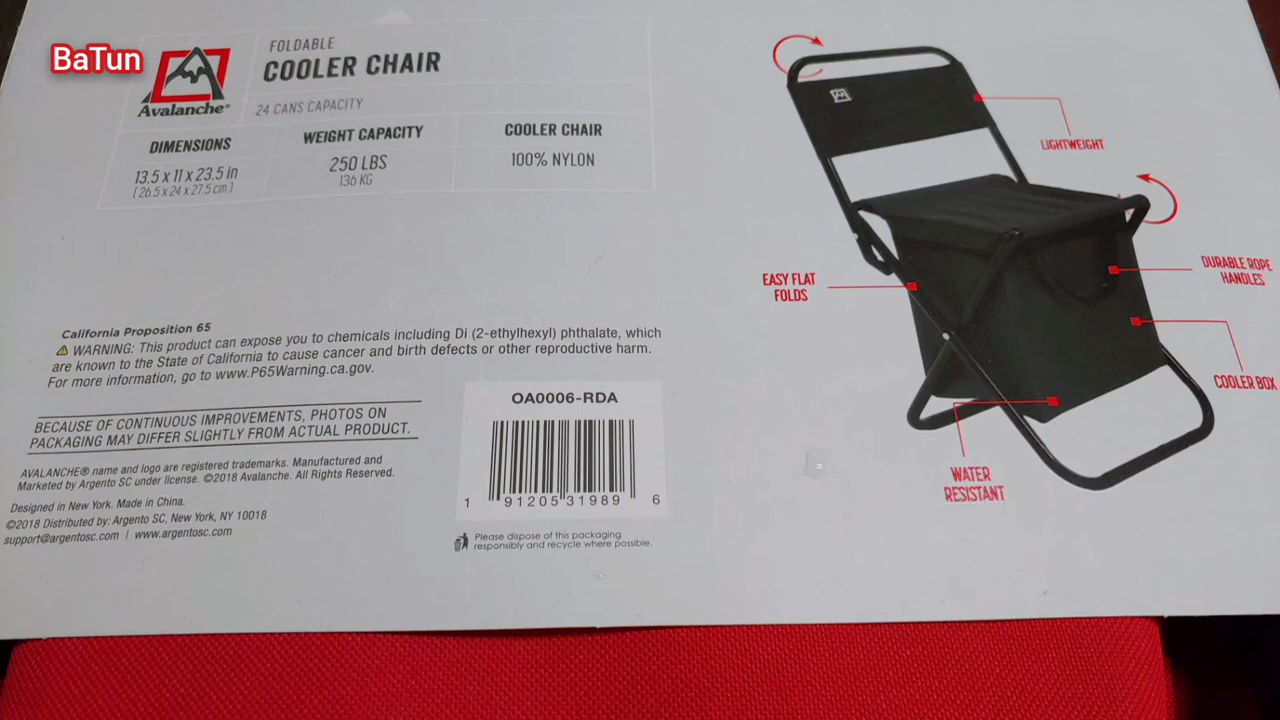 BaTun
Avalanche®
FOLDABLE
COOLER CHAIR
24 CANS CAPACITY
DIMENSIONS
13.5 x 11 x 23.5 in
[ 26.5 x 24 x 27.5 cm ]
WEIGHT CAPACITY
250 LBS
136 KG
COOLER CHAIR
100% NYLON
LIGHTWEIGHT
EASY FLAT
FOLDS
DURABLE ROPE
HANDLES
COOLER BOX
WATER
RESISTANT
California Proposition 65
WARNING: This product can expose you to chemicals including Di (2-ethylhexyl) phthalate, which
are known to the State of California to cause cancer and birth defects or other reproductive harm.
For more information, go to www.P65Warning.ca.gov.
BECAUSE OF CONTINUOUS IMPROVEMENTS, PHOTOS ON
PACKAGING MAY DIFFER SLIGHTLY FROM ACTUAL PRODUCT.
AVALANCHE® name and logo are registered trademarks. Manufactured and
Marketed by Argento SC under license. ©2018 Avalanche. All Rights Reserved.
Designed in New York. Made in China.
©2018 Distributed by: Argento SC, New York, NY 10018
support@argentosc.com | www.argentosc.com
OA0006-RDA
1 91205 31989 6
Please dispose of this packaging
responsibly and recycle where possible.